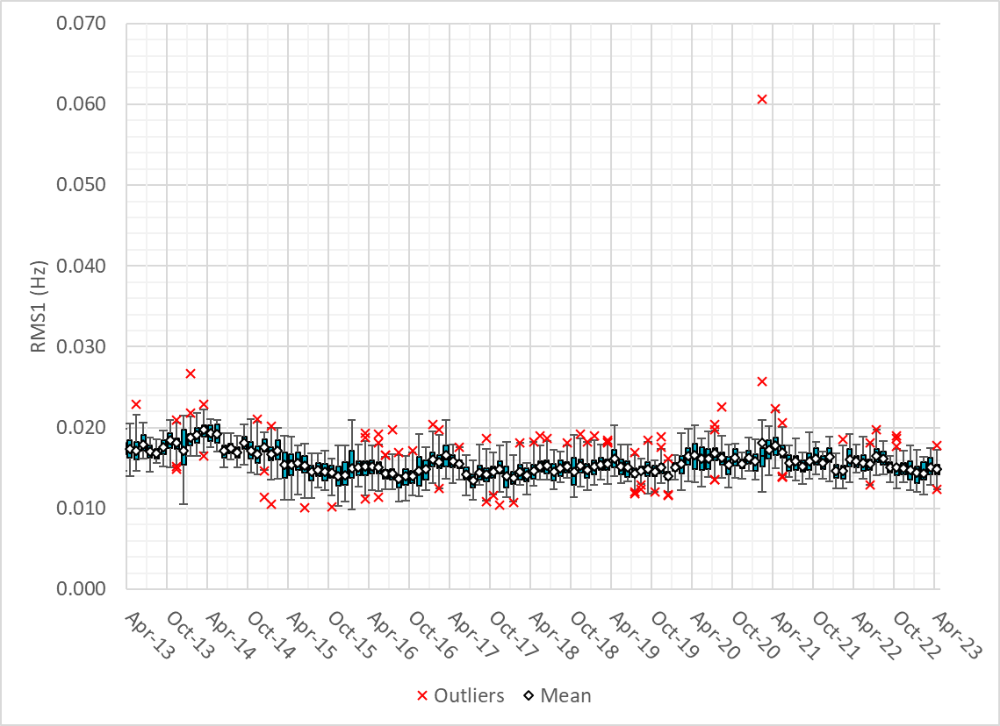 0.070
0.060
0.050
0.040
0.030
0.020
0.010
0.000
RMS1 (Hz)
Apr-13
Oct-13
Apr-14
Oct-14
Apr-15
Oct-15
Apr-16
Oct-16
Apr-17
Oct-17
Apr-18
Oct-18
Apr-19
Oct-19
Apr-20
Oct-20
Apr-21
Oct-21
Apr-22
Oct-22
Apr-23
Outliers Mean